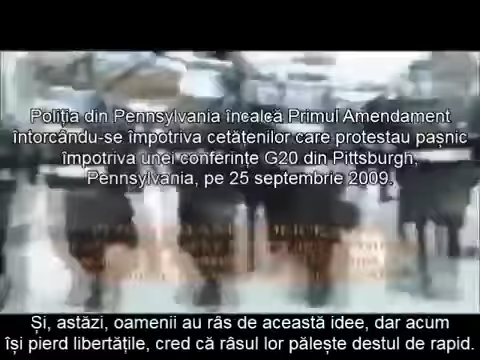 Poliția din Pennsylvania încalcă Primul Amendament
întorcându-se împotriva cetățenilor care protestau pașnic
împotriva unei conferințe G20 din Pittsburgh,
Pennsylvania, pe 25 septembrie 2009.
Și, astăzi, oamenii au râs de această idee, dar acum
își pierd libertățile, cred că râsul lor pălește destul de rapid.